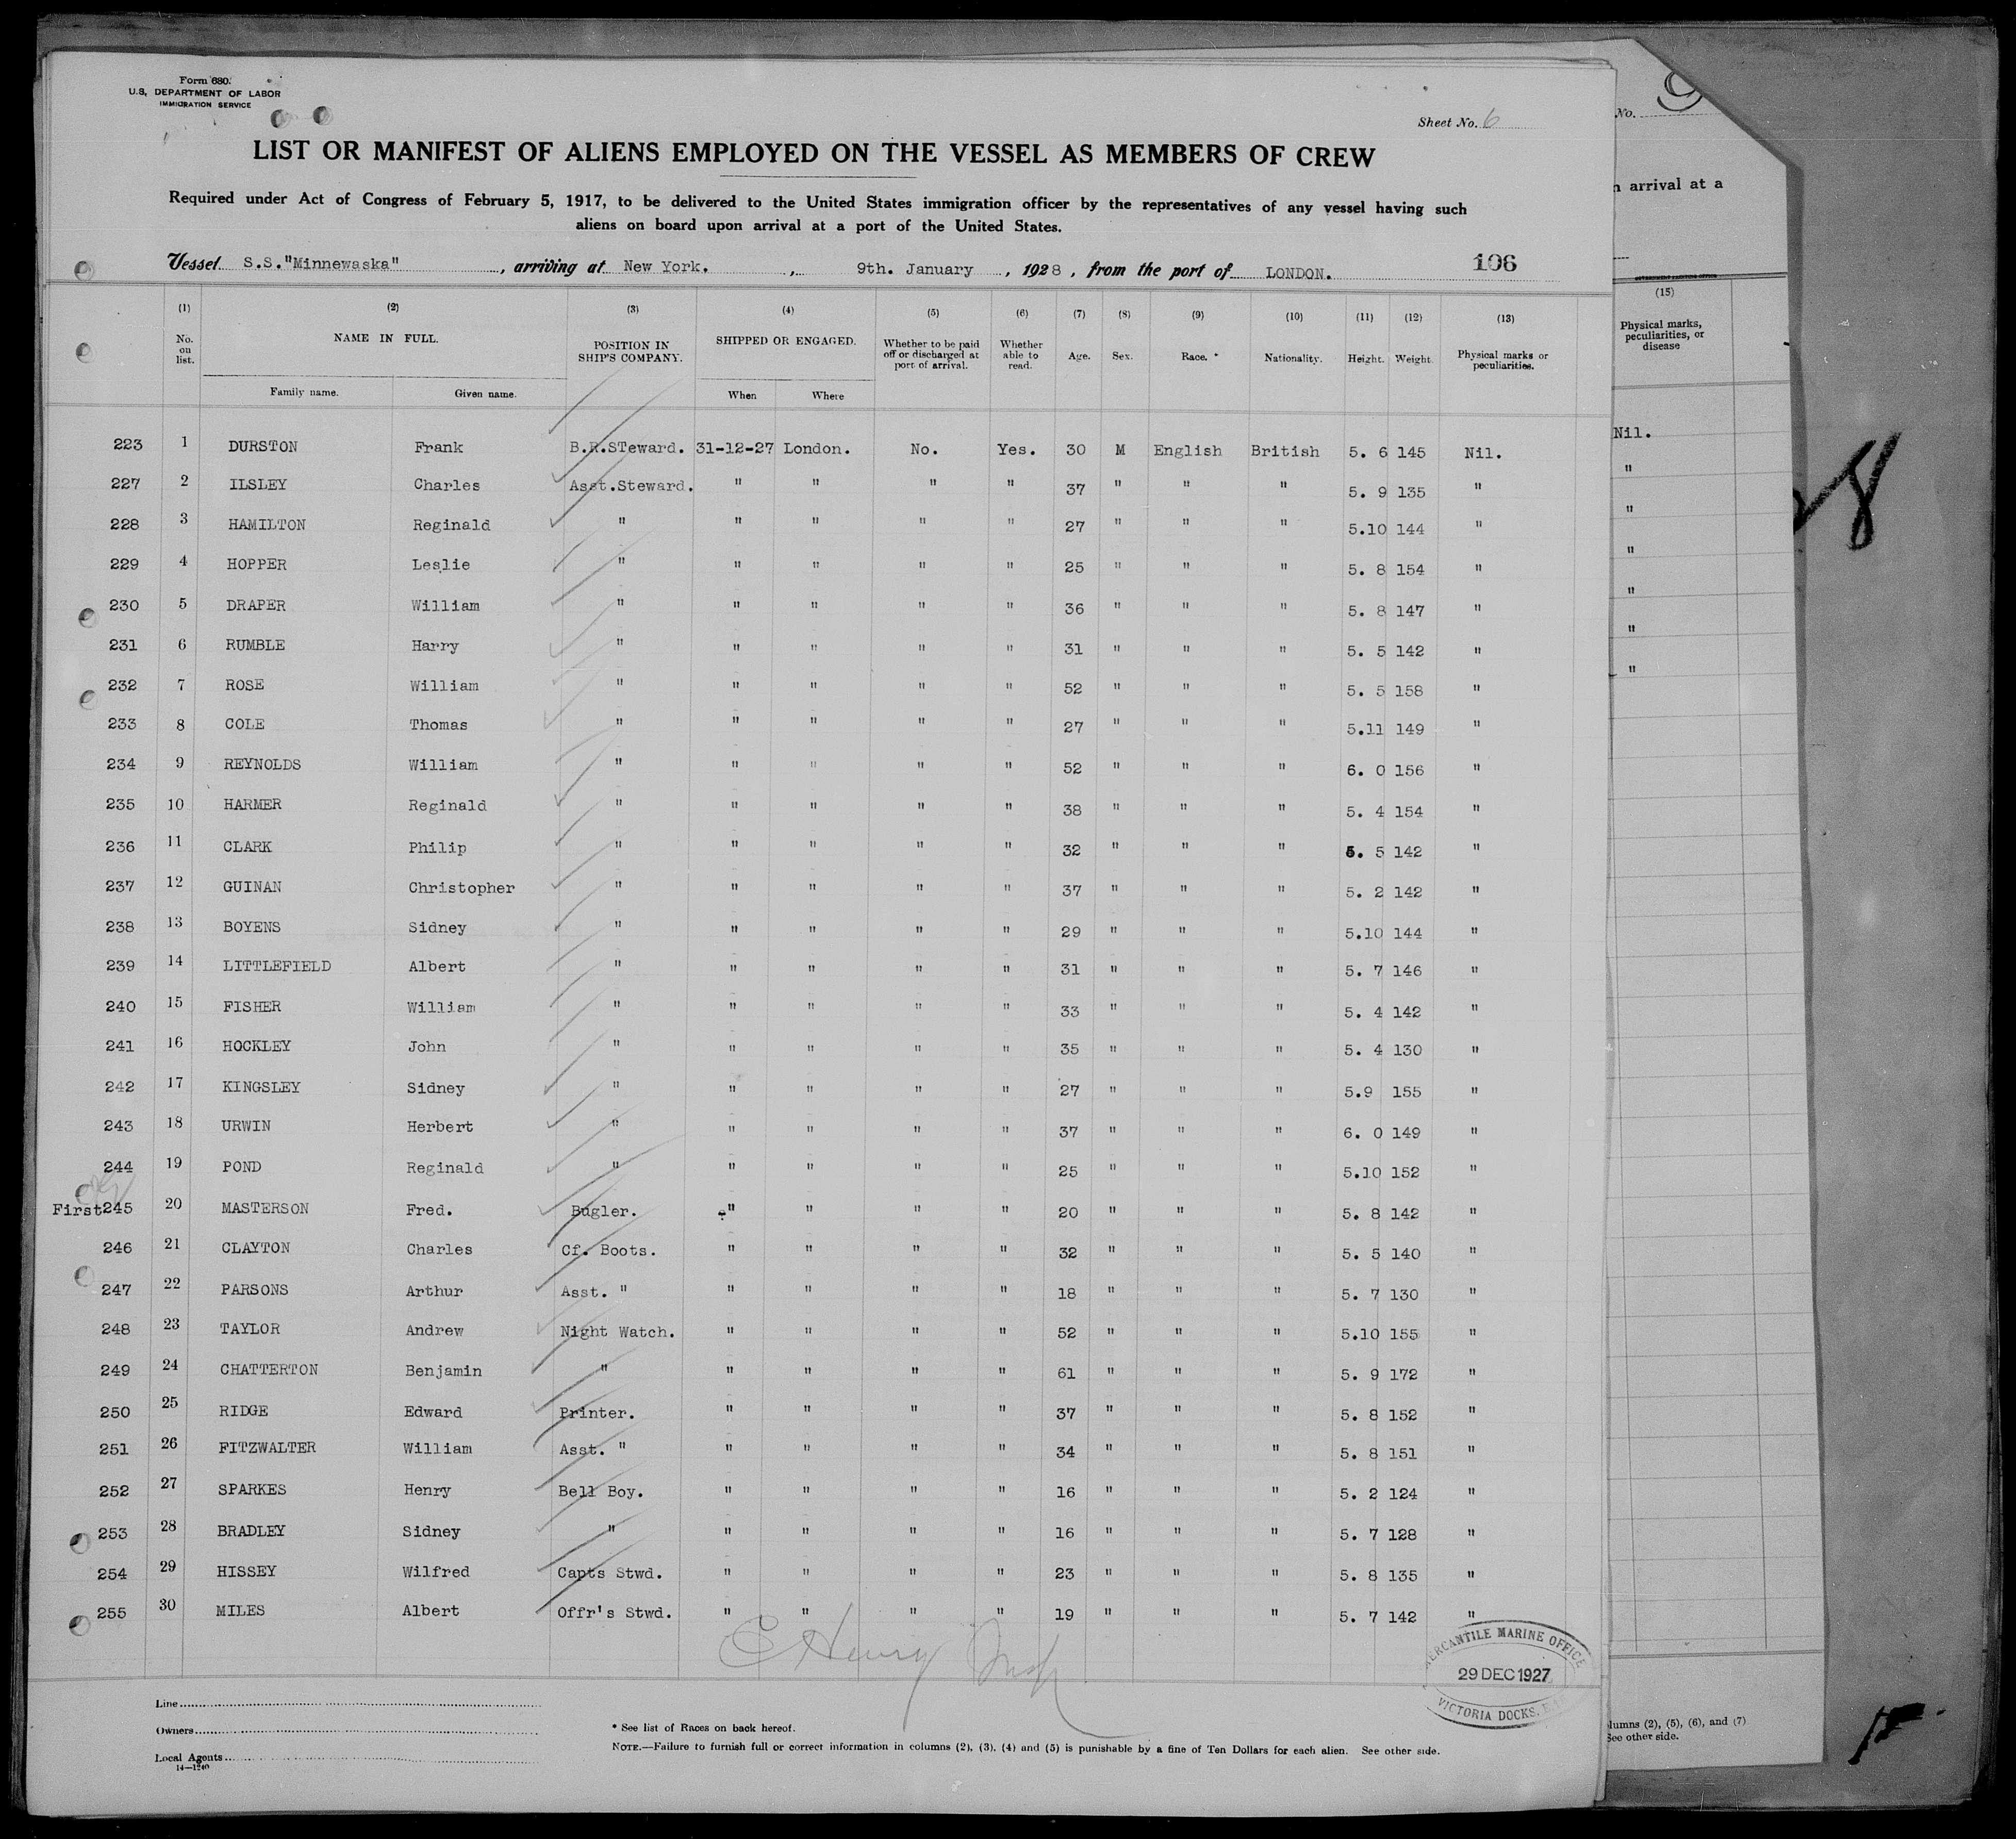 Form 680.
U.S. DEPARTMENT OF LABOR
IMMIGRATION SERVICE
Sheet No. 6
LIST OR MANIFEST OF ALIENS EMPLOYED ON THE VESSEL AS MEMBERS OF CREW
Required under Act of Congress of February 5, 1917, to be delivered to the United States immigration officer by the representatives of any vessel having such
aliens on board upon arrival at a port of the United States.
Vessel S.S."Minnewaska" , arriving at New York. , 9th. January , 1928 , from the port of LONDON. 106
(1) (2) (3) (4) (5) (6) (7) (8) (9) (10) (11) (12) (13)
No. on list. NAME IN FULL. POSITION IN SHIP'S COMPANY. SHIPPED OR ENGAGED. Whether to be paid off or discharged at port of arrival. Whether able to read. Age. Sex. Race. * Nationality. Height. Weight. Physical marks or peculiarities.
Family name. Given name. When Where
223 1 DURSTON Frank B.R.STeward. 31-12-27 London. No. Yes. 30 M English British 5. 6 145 Nil.
227 2 ILSLEY Charles Asst.Steward. " " " " 37 " " " 5. 9 135 "
228 3 HAMILTON Reginald " " " " " 27 " " " 5.10 144 "
229 4 HOPPER Leslie " " " " " 25 " " " 5. 8 154 "
230 5 DRAPER William " " " " " 36 " " " 5. 8 147 "
231 6 RUMBLE Harry " " " " " 31 " " " 5. 5 142 "
232 7 ROSE William " " " " " 52 " " " 5. 5 158 "
233 8 COLE Thomas " " " " " 27 " " " 5.11 149 "
234 9 REYNOLDS William " " " " " 52 " " " 6. 0 156 "
235 10 HARMER Reginald " " " " " 38 " " " 5. 4 154 "
236 11 CLARK Philip " " " " " 32 " " " 5. 5 142 "
237 12 GUINAN Christopher " " " " " 37 " " " 5. 2 142 "
238 13 BOYENS Sidney " " " " " 29 " " " 5.10 144 "
239 14 LITTLEFIELD Albert " " " " " 31 " " " 5. 7 146 "
240 15 FISHER William " " " " " 33 " " " 5. 4 142 "
241 16 HOCKLEY John " " " " " 35 " " " 5. 4 130 "
242 17 KINGSLEY Sidney " " " " " 27 " " " 5.9 155 "
243 18 URWIN Herbert " " " " " 37 " " " 6. 0 149 "
244 19 POND Reginald " " " " " 25 " " " 5.10 152 "
First 245 20 MASTERSON Fred. Bugler. " " " " 20 " " " 5. 8 142 "
246 21 CLAYTON Charles Cf. Boots. " " " " 32 " " " 5. 5 140 "
247 22 PARSONS Arthur Asst. " " " " " 18 " " " 5. 7 130 "
248 23 TAYLOR Andrew Night Watch. " " " " 52 " " " 5.10 155 "
249 24 CHATTERTON Benjamin " " " " " 61 " " " 5. 9 172 "
250 25 RIDGE Edward Printer. " " " " 37 " " " 5. 8 152 "
251 26 FITZWALTER William Asst. " " " " " 34 " " " 5. 8 151 "
252 27 SPARKES Henry Bell Boy. " " " " 16 " " " 5. 2 124 "
253 28 BRADLEY Sidney " " " " " 16 " " " 5. 7 128 "
254 29 HISSEY Wilfred Capts Stwd. " " " " 23 " " " 5. 8 135 "
255 30 MILES Albert Offr's Stwd. " " " " 19 " " " 5. 7 142 "
E Henry
MERCANTILE MARINE OFFICE
29 DEC 1927
VICTORIA DOCKS.
Line
Owners
Local Agents
14—1240
* See list of Races on back hereof.
NOTE.—Failure to furnish full or correct information in columns (2), (3), (4) and (5) is punishable by a fine of Ten Dollars for each alien. See other side.
No. 9
arrival at a
(15)
Physical marks,
peculiarities, or
disease
Nil.
"
"
"
"
"
"
(2), (5), (6), and (7)
See other side.